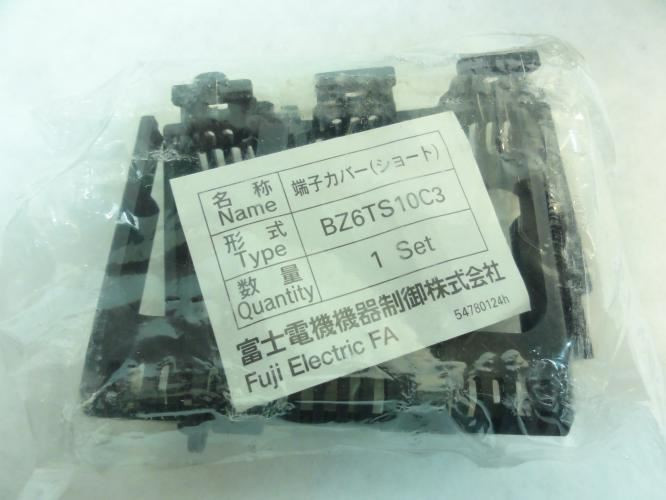 名称 端子カバー(ショート)
Name
形式 BZ6TS10C3
Type
数量 1 Set
Quantity
富士電機機器制御株式会社
Fuji Electric FA 54780124h